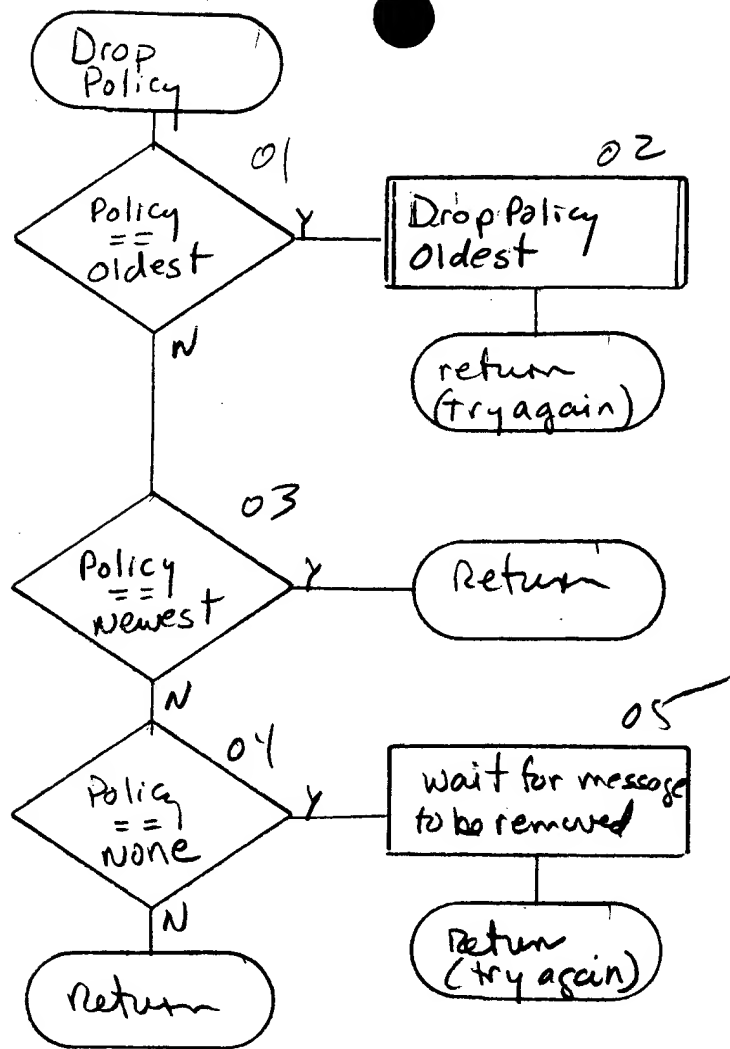 Drop
Policy
01
Policy
==
Oldest
Y
N
02
Drop Policy
Oldest
return
(try again)
03
Policy
==
Newest
Y
N
Return
04
Policy
==
None
Y
N
05
wait for message
to be removed
Return
(try again)
Return